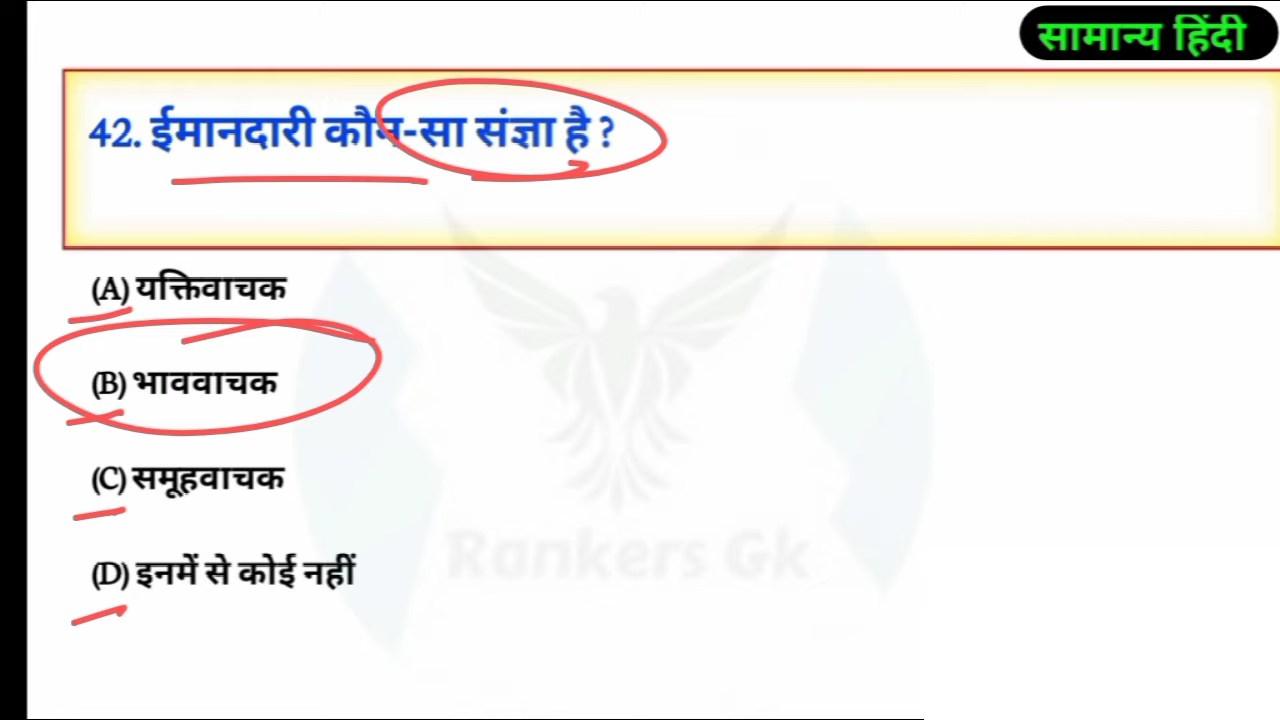 सामान्य हिंदी
42. ईमानदारी कौन-सा संज्ञा है ?
(A) यक्तिवाचक
(B) भाववाचक
(C) समूहवाचक
(D) इनमें से कोई नहीं
Rankers Gk